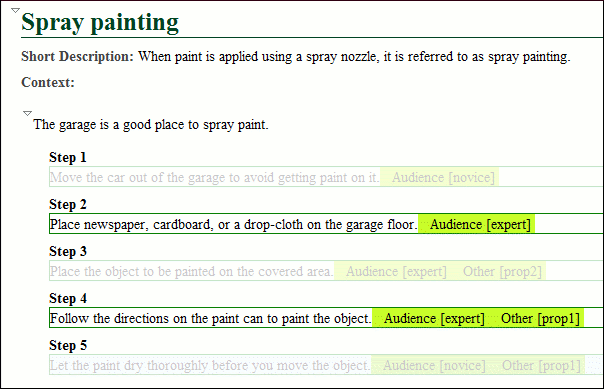 Spray painting
Short Description: When paint is applied using a spray nozzle, it is referred to as spray painting.
Context:
The garage is a good place to spray paint.
Step 1
Move the car out of the garage to avoid getting paint on it. Audience [novice]
Step 2
Place newspaper, cardboard, or a drop-cloth on the garage floor. Audience [expert]
Step 3
Place the object to be painted on the covered area. Audience [expert] Other [prop2]
Step 4
Follow the directions on the paint can to paint the object. Audience [expert] Other [prop1]
Step 5
Let the paint dry thoroughly before you move the object. Audience [novice] Other [prop1]